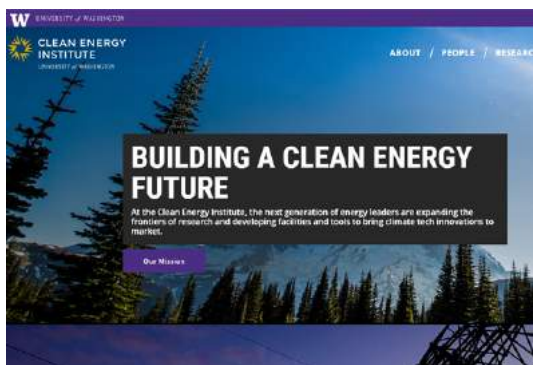 W UNIVERSITY of WASHINGTON
CLEAN ENERGY
INSTITUTE
UNIVERSITY of WASHINGTON
ABOUT / PEOPLE / RESEARC
BUILDING A CLEAN ENERGY
FUTURE
At the Clean Energy Institute, the next generation of energy leaders are expanding the
frontiers of research and developing facilities and tools to bring climate tech innovations to
market.
Our Mission